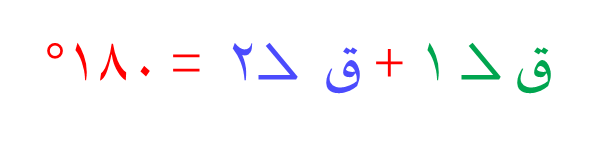 ق ∠ ١ + ق ∠ ٢ = ١٨٠°